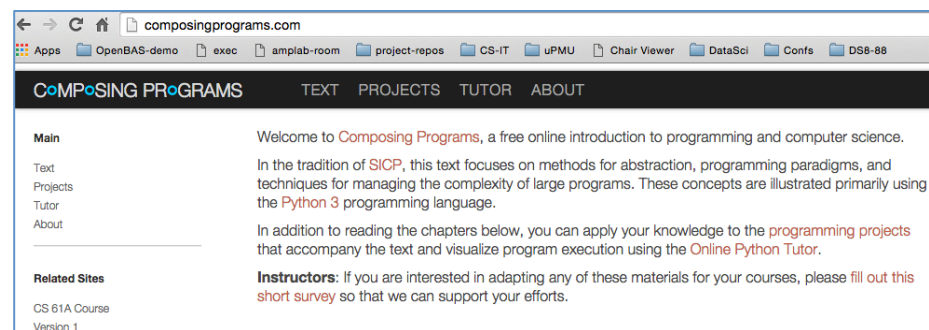 composingprograms.com
Apps OpenBAS-demo exec amplab-room project-repos CS-IT uPMU Chair Viewer DataSci Confs DS8-88
COMPOSING PROGRAMS TEXT PROJECTS TUTOR ABOUT
Main
Text
Projects
Tutor
About
Related Sites
CS 61A Course
Version 1
Welcome to Composing Programs, a free online introduction to programming and computer science.
In the tradition of SICP, this text focuses on methods for abstraction, programming paradigms, and
techniques for managing the complexity of large programs. These concepts are illustrated primarily using
the Python 3 programming language.
In addition to reading the chapters below, you can apply your knowledge to the programming projects
that accompany the text and visualize program execution using the Online Python Tutor.
Instructors: If you are interested in adapting any of these materials for your courses, please fill out this
short survey so that we can support your efforts.